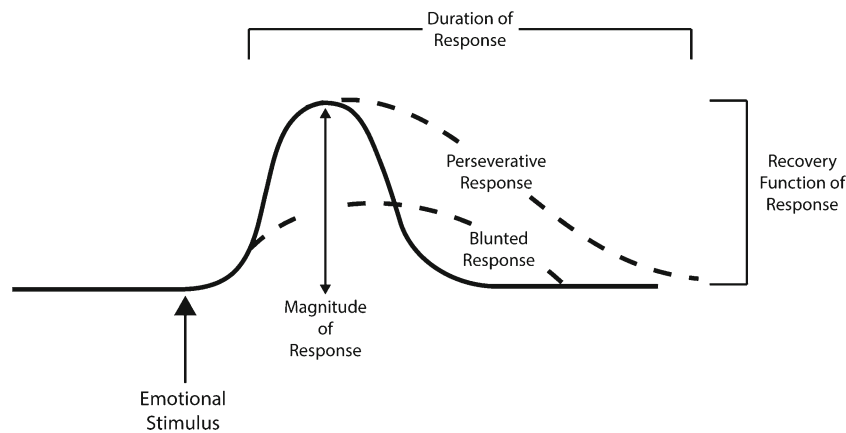 Duration of
Response
Perseverative
Response
Recovery
Function of
Response
Blunted
Response
Magnitude
of
Response
Emotional
Stimulus